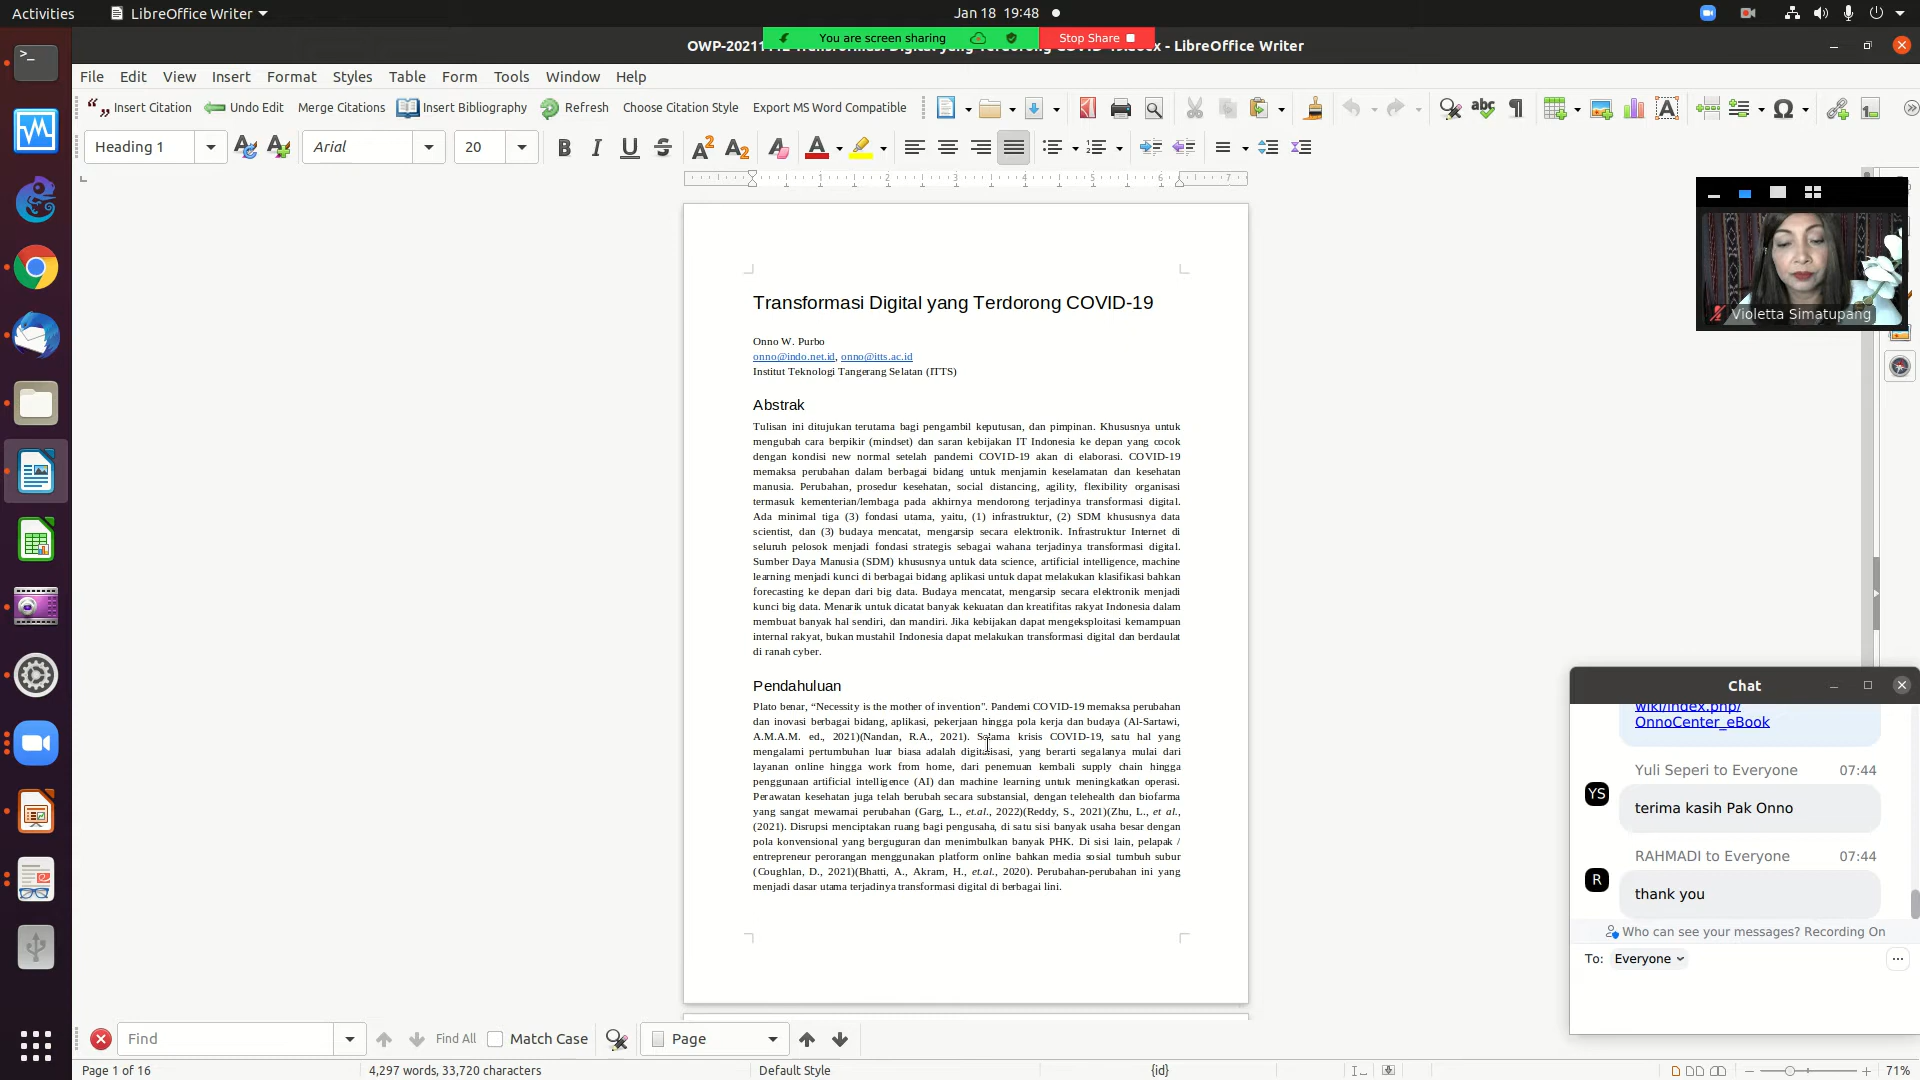 Activities
LibreOffice Writer
Jan 18 19:48
You are screen sharing
Stop Share
- LibreOffice Writer
File Edit View Insert Format Styles Table Form Tools Window Help
Insert Citation Undo Edit Merge Citations Insert Bibliography Refresh Choose Citation Style Export MS Word Compatible
Heading 1
Arial
20
1 2 3 4 5 6 7
Transformasi Digital yang Terdorong COVID-19
Onno W. Purbo
onno@indo.net.id, onno@itts.ac.id
Institut Teknologi Tangerang Selatan (ITTS)
Abstrak
Tulisan ini ditujukan terutama bagi pengambil keputusan, dan pimpinan. Khususnya untuk
mengubah cara berpikir (mindset) dan saran kebijakan IT Indonesia ke depan yang cocok
dengan kondisi new normal setelah pandemi COVID-19 akan di elaborasi. COVID-19
memaksa perubahan dalam berbagai bidang untuk menjamin keselamatan dan kesehatan
manusia. Perubahan, prosedur kesehatan, social distancing, agility, flexibility organisasi
termasuk kementerian/lembaga pada akhirnya mendorong terjadinya transformasi digital.
Ada minimal tiga (3) fondasi utama, yaitu, (1) infrastruktur, (2) SDM khususnya data
scientist, dan (3) budaya mencatat, mengarsip secara elektronik. Infrastruktur Internet di
seluruh pelosok menjadi fondasi strategis sebagai wahana terjadinya transformasi digital.
Sumber Daya Manusia (SDM) khususnya untuk data science, artificial intelligence, machine
learning menjadi kunci di berbagai bidang aplikasi untuk dapat melakukan klasifikasi bahkan
forecasting ke depan dari big data. Budaya mencatat, mengarsip secara elektronik menjadi
kunci big data. Menarik untuk dicatat banyak kekuatan dan kreatifitas rakyat Indonesia dalam
membuat banyak hal sendiri, dan mandiri. Jika kebijakan dapat mengeksploitasi kemampuan
internal rakyat, bukan mustahil Indonesia dapat melakukan transformasi digital dan berdaulat
di ranah cyber.
Pendahuluan
Plato benar, “Necessity is the mother of invention". Pandemi COVID-19 memaksa perubahan
dan inovasi berbagai bidang, aplikasi, pekerjaan hingga pola kerja dan budaya (Al-Sartawi,
A.M.A.M. ed., 2021)(Nandan, R.A., 2021). Selama krisis COVID-19, satu hal yang
mengalami pertumbuhan luar biasa adalah digitalisasi, yang berarti segalanya mulai dari
layanan online hingga work from home, dari penemuan kembali supply chain hingga
penggunaan artificial intelligence (AI) dan machine learning untuk meningkatkan operasi.
Perawatan kesehatan juga telah berubah secara substansial, dengan telehealth dan biofarma
yang sangat mewarnai perubahan (Garg, L., et.al., 2022)(Reddy, S., 2021)(Zhu, L., et al.,
(2021). Disrupsi menciptakan ruang bagi pengusaha, di satu sisi banyak usaha besar dengan
pola konvensional yang berguguran dan menimbulkan banyak PHK. Di sisi lain, pelapak /
entrepreneur perorangan menggunakan platform online bahkan media sosial tumbuh subur
(Coughlan, D., 2021)(Bhatti, A., Akram, H., et.al., 2020). Perubahan-perubahan ini yang
menjadi dasar utama terjadinya transformasi digital di berbagai lini.
Violetta Simatupang
Chat
wiki/index.php/
OnnoCenter_eBook
Yuli Seperi to Everyone 07:44
YS
terima kasih Pak Onno
RAHMADI to Everyone 07:44
R
thank you
Who can see your messages? Recording On
To: Everyone
Find
Find All
Match Case
Page
Page 1 of 16
4,297 words, 33,720 characters
Default Style
{id}
71%